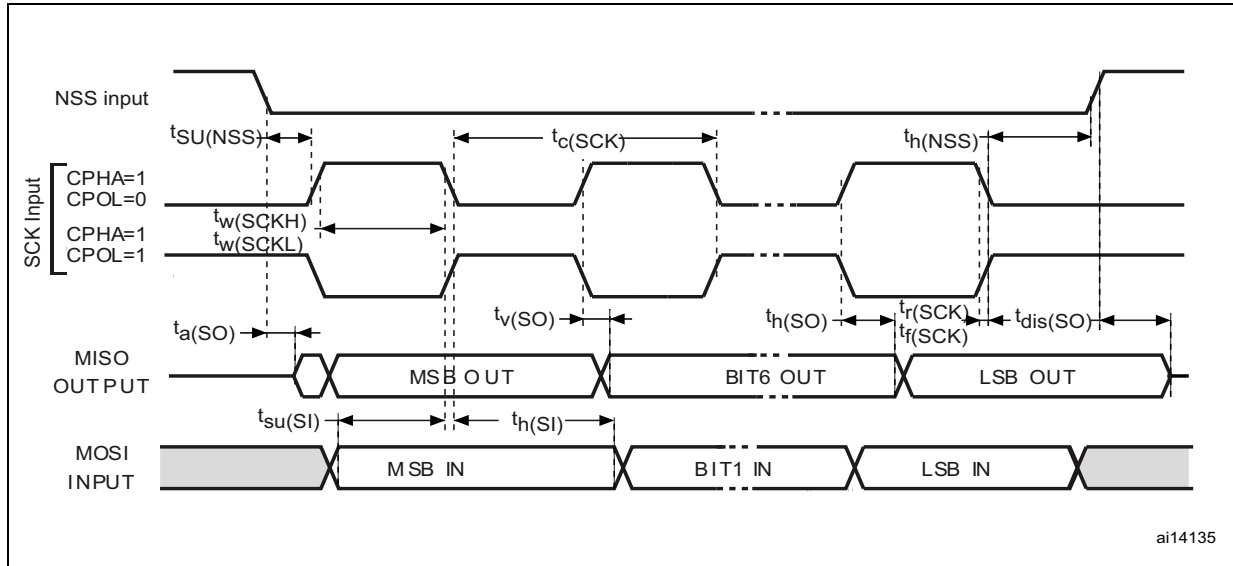 NSS input
tSU(NSS)
tc(SCK)
th(NSS)
SCK Input
CPHA=1
CPOL=0
tw(SCKH)
CPHA=1
tw(SCKL)
CPOL=1
ta(SO)
tv(SO)
th(SO)
tr(SCK)
tf(SCK)
tdis(SO)
MISO
OUTPUT
MSB OUT
BIT6 OUT
LSB OUT
tsu(SI)
th(SI)
MOSI
INPUT
MSB IN
BIT1 IN
LSB IN
ai14135